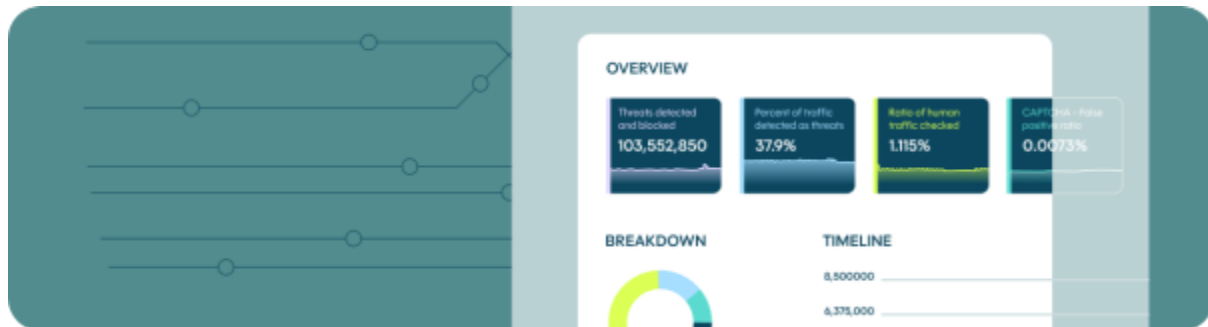 OVERVIEW
Threats detected
and blocked
103,552,850
Percent of traffic
detected as threats
37.9%
Ratio of human
traffic checked
1.115%
CAPTCHA - False
positive ratio
0.0073%
BREAKDOWN
TIMELINE
8,500000
6,375,000